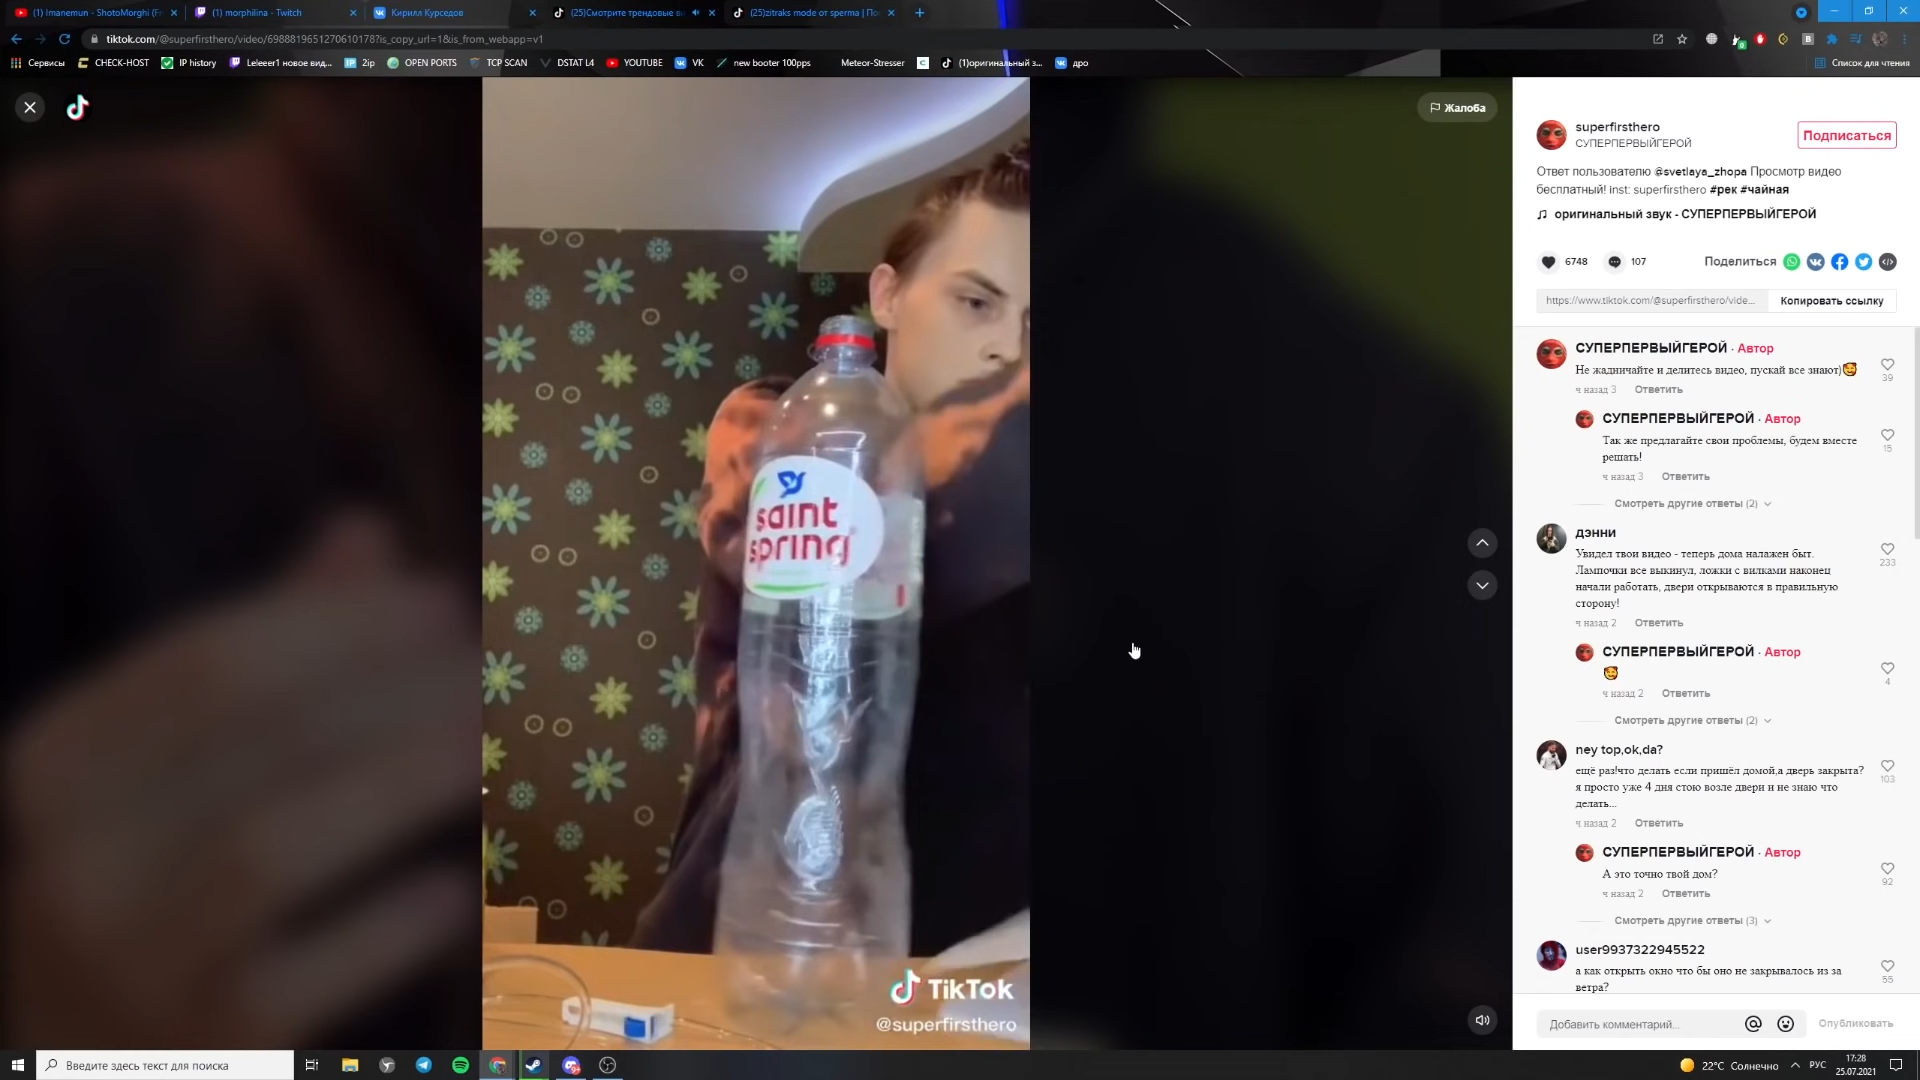 (1) Imanemun - ShotoMorghi (Fr
(1) morphilina - Twitch
Кирилл Курседов
(25)Смотрите трендовые ви
(25)zitraks mode от sperma | По
tiktok.com/@superfirsthero/video/6988819651270610178?is_copy_url=1&is_from_webapp=v1
Сервисы
CHECK-HOST
IP history
Leleeer1 новое вид...
2ip
OPEN PORTS
TCP SCAN
DSTAT L4
YOUTUBE
VK
new booter 100pps
Meteor-Stresser
(1)оригинальный з...
дро
Список для чтения
Жалоба
superfirsthero
СУПЕРПЕРВЫЙГЕРОЙ
Подписаться
Ответ пользователю @svetlaya_zhopa Просмотр видео
бесплатный! inst: superfirsthero #рек #чайная
оригинальный звук - СУПЕРПЕРВЫЙГЕРОЙ
6748
107
Поделиться
https://www.tiktok.com/@superfirsthero/vide...
Копировать ссылку
СУПЕРПЕРВЫЙГЕРОЙ · Автор
Не жадничайте и делитесь видео, пускай все знают)🥰
39
ч назад 3 Ответить
СУПЕРПЕРВЫЙГЕРОЙ · Автор
Так же предлагайте свои проблемы, будем вместе
решать!
15
ч назад 3 Ответить
Смотреть другие ответы (2)
дэнни
Увидел твои видео - теперь дома налажен быт.
Лампочки все выкинул, ложки с вилками наконец
начали работать, двери открываются в правильную
сторону!
233
ч назад 2 Ответить
СУПЕРПЕРВЫЙГЕРОЙ · Автор
🥰
4
ч назад 2 Ответить
Смотреть другие ответы (2)
ney top,ok,da?
ещё раз!что делать если пришёл домой,а дверь закрыта?
я просто уже 4 дня стою возле двери и не знаю что
делать...
103
ч назад 2 Ответить
СУПЕРПЕРВЫЙГЕРОЙ · Автор
А это точно твой дом?
92
ч назад 2 Ответить
Смотреть другие ответы (3)
user9937322945522
а как открыть окно что бы оно не закрывалось из за
ветра?
55
Добавить комментарий...
Опубликовать
saint
spring
TikTok
@superfirsthero
Введите здесь текст для поиска
22°C Солнечно
РУС
17:28
25.07.2021